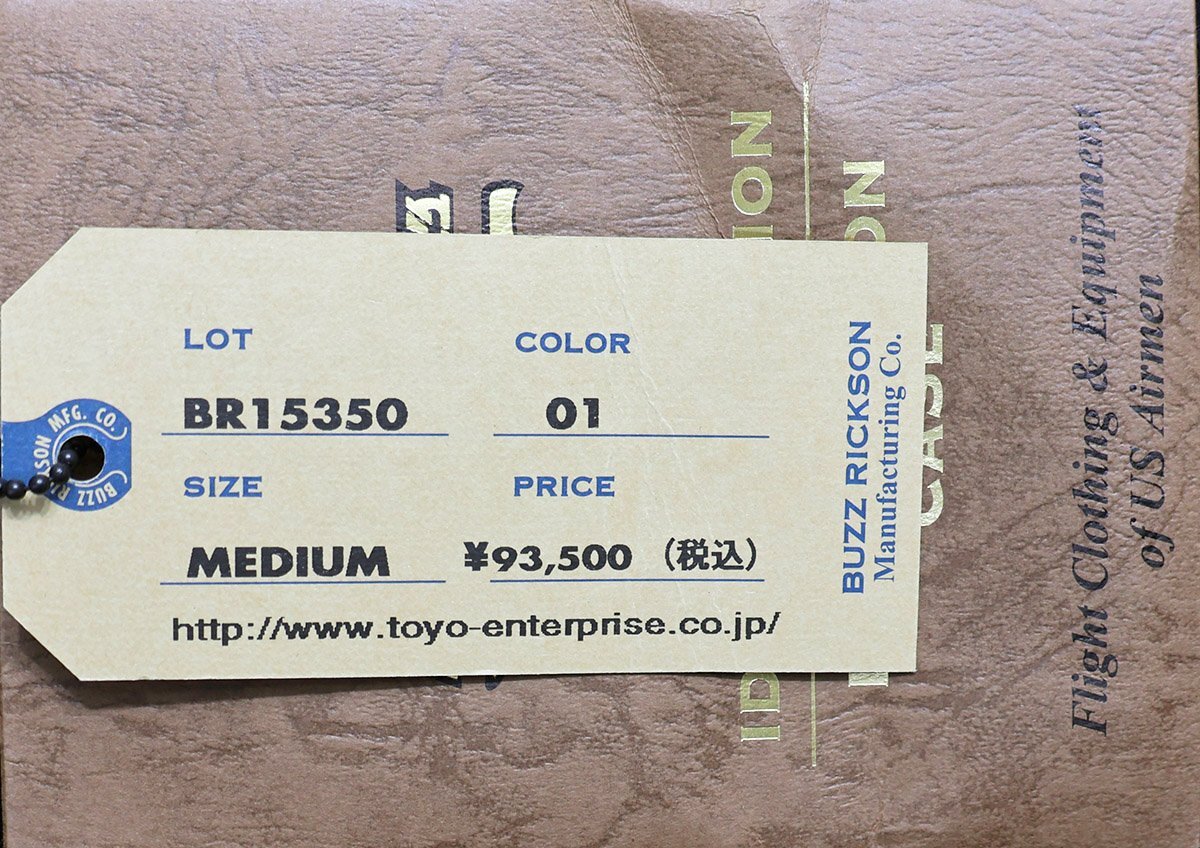 LOT
COLOR
BR15350
01
SIZE
PRICE
MEDIUM
¥93,500 (税込)
http://www.toyo-enterprise.co.jp/
BUZZ RICKSON
Manufacturing Co.
MFG. CO.
BUZZ
CASE
Flight Clothing & Equipment
of US Airmen